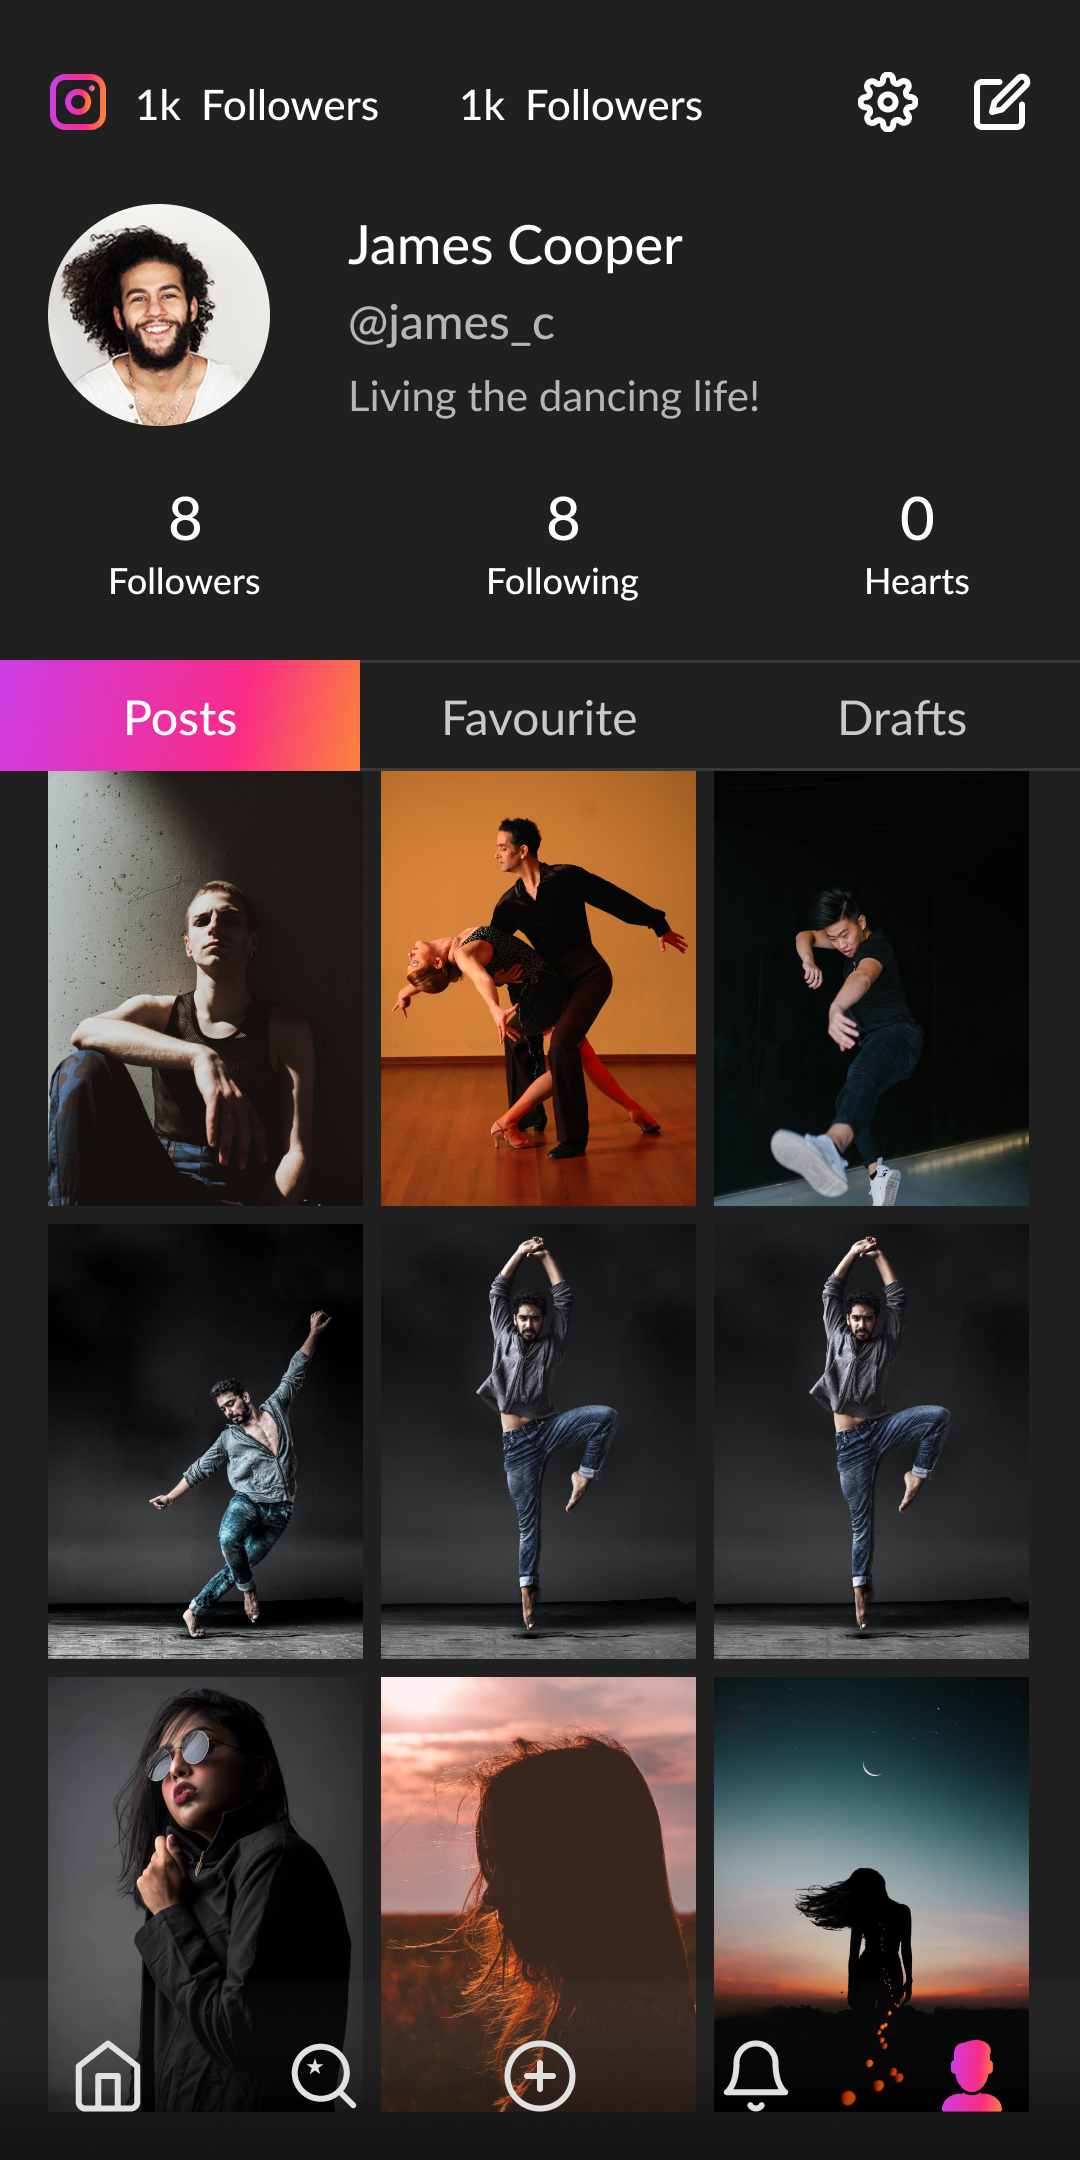 1k Followers 1k Followers
James Cooper
@james_c
Living the dancing life!
8 8 0
Followers Following Hearts
Posts Favourite Drafts